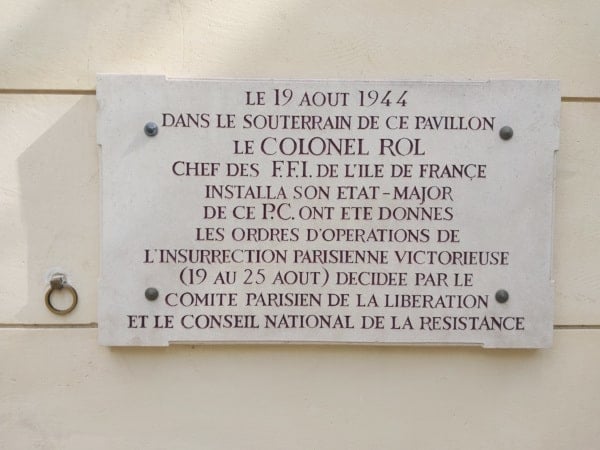 LE 19 AOUT 1944
DANS LE SOUTERRAIN DE CE PAVILLON
LE COLONEL ROL
CHEF DES F.F.I. DE L'ILE DE FRANCE
INSTALLA SON ETAT-MAJOR
DE CE P.C. ONT ETE DONNES
LES ORDRES D'OPERATIONS DE
L'INSURRECTION PARISIENNE VICTORIEUSE
(19 AU 25 AOUT) DECIDEE PAR LE
COMITE PARISIEN DE LA LIBERATION
ET LE CONSEIL NATIONAL DE LA RESISTANCE